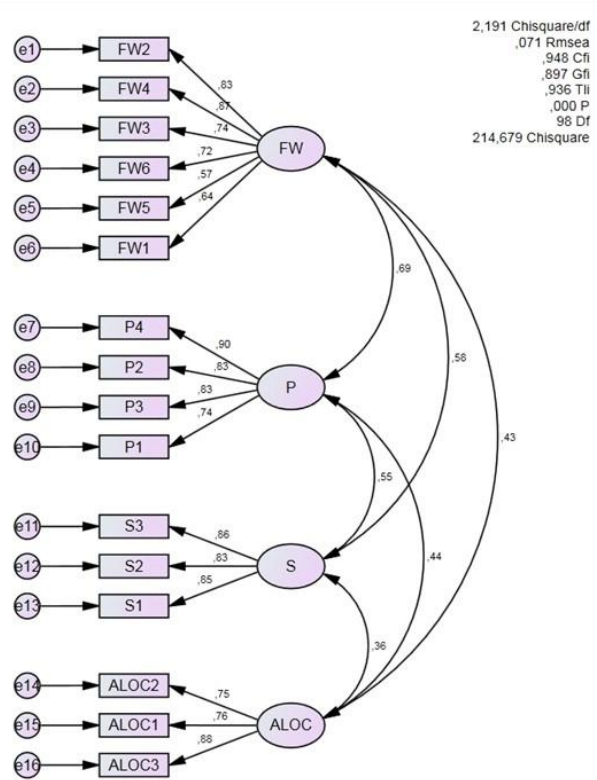 2,191 Chisquare/df
,071 Rmsea
,948 Cfi
,897 Gfi
,936 Tli
,000 P
98 Df
214,679 Chisquare
e1 FW2 ,83
e2 FW4 ,87
e3 FW3 ,74
FW
e4 FW6 ,72
e5 FW5 ,57
e6 FW1 ,64
,69
e7 P4 ,90
,58
e8 P2 ,83
P
e9 P3 ,83
e10 P1 ,74
,43
,55
e11 S3 ,86
,44
e12 S2 ,83
S
e13 S1 ,85
,36
e14 ALOC2 ,75
e15 ALOC1 ,76
ALOC
e16 ALOC3 ,88